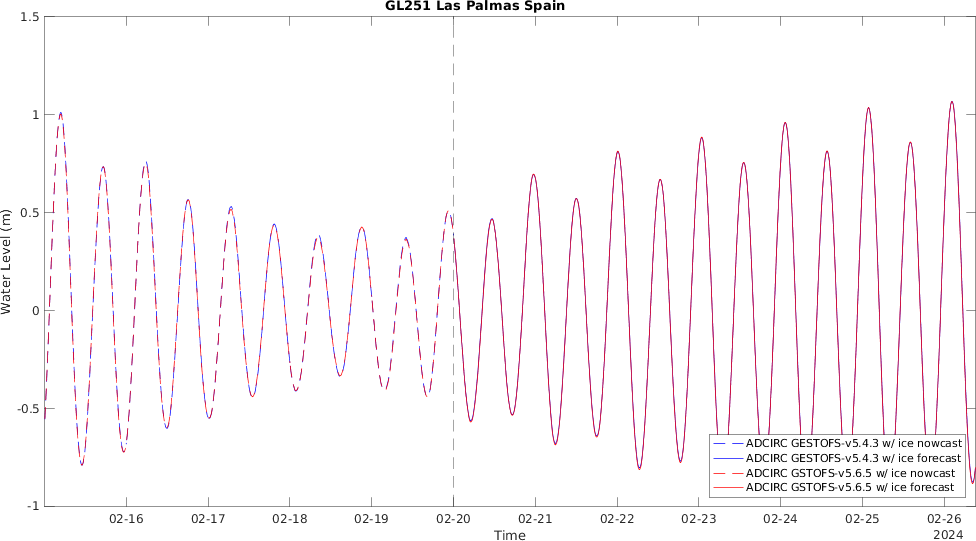 GL251 Las Palmas Spain
1.5
1
0.5
0
-0.5
-1
Water Level (m)
ADCIRC GESTOFS-v5.4.3 w/ ice nowcast
ADCIRC GESTOFS-v5.4.3 w/ ice forecast
ADCIRC GSTOFS-v5.6.5 w/ ice nowcast
ADCIRC GSTOFS-v5.6.5 w/ ice forecast
02-16 02-17 02-18 02-19 02-20 02-21 02-22 02-23 02-24 02-25 02-26
Time
2024